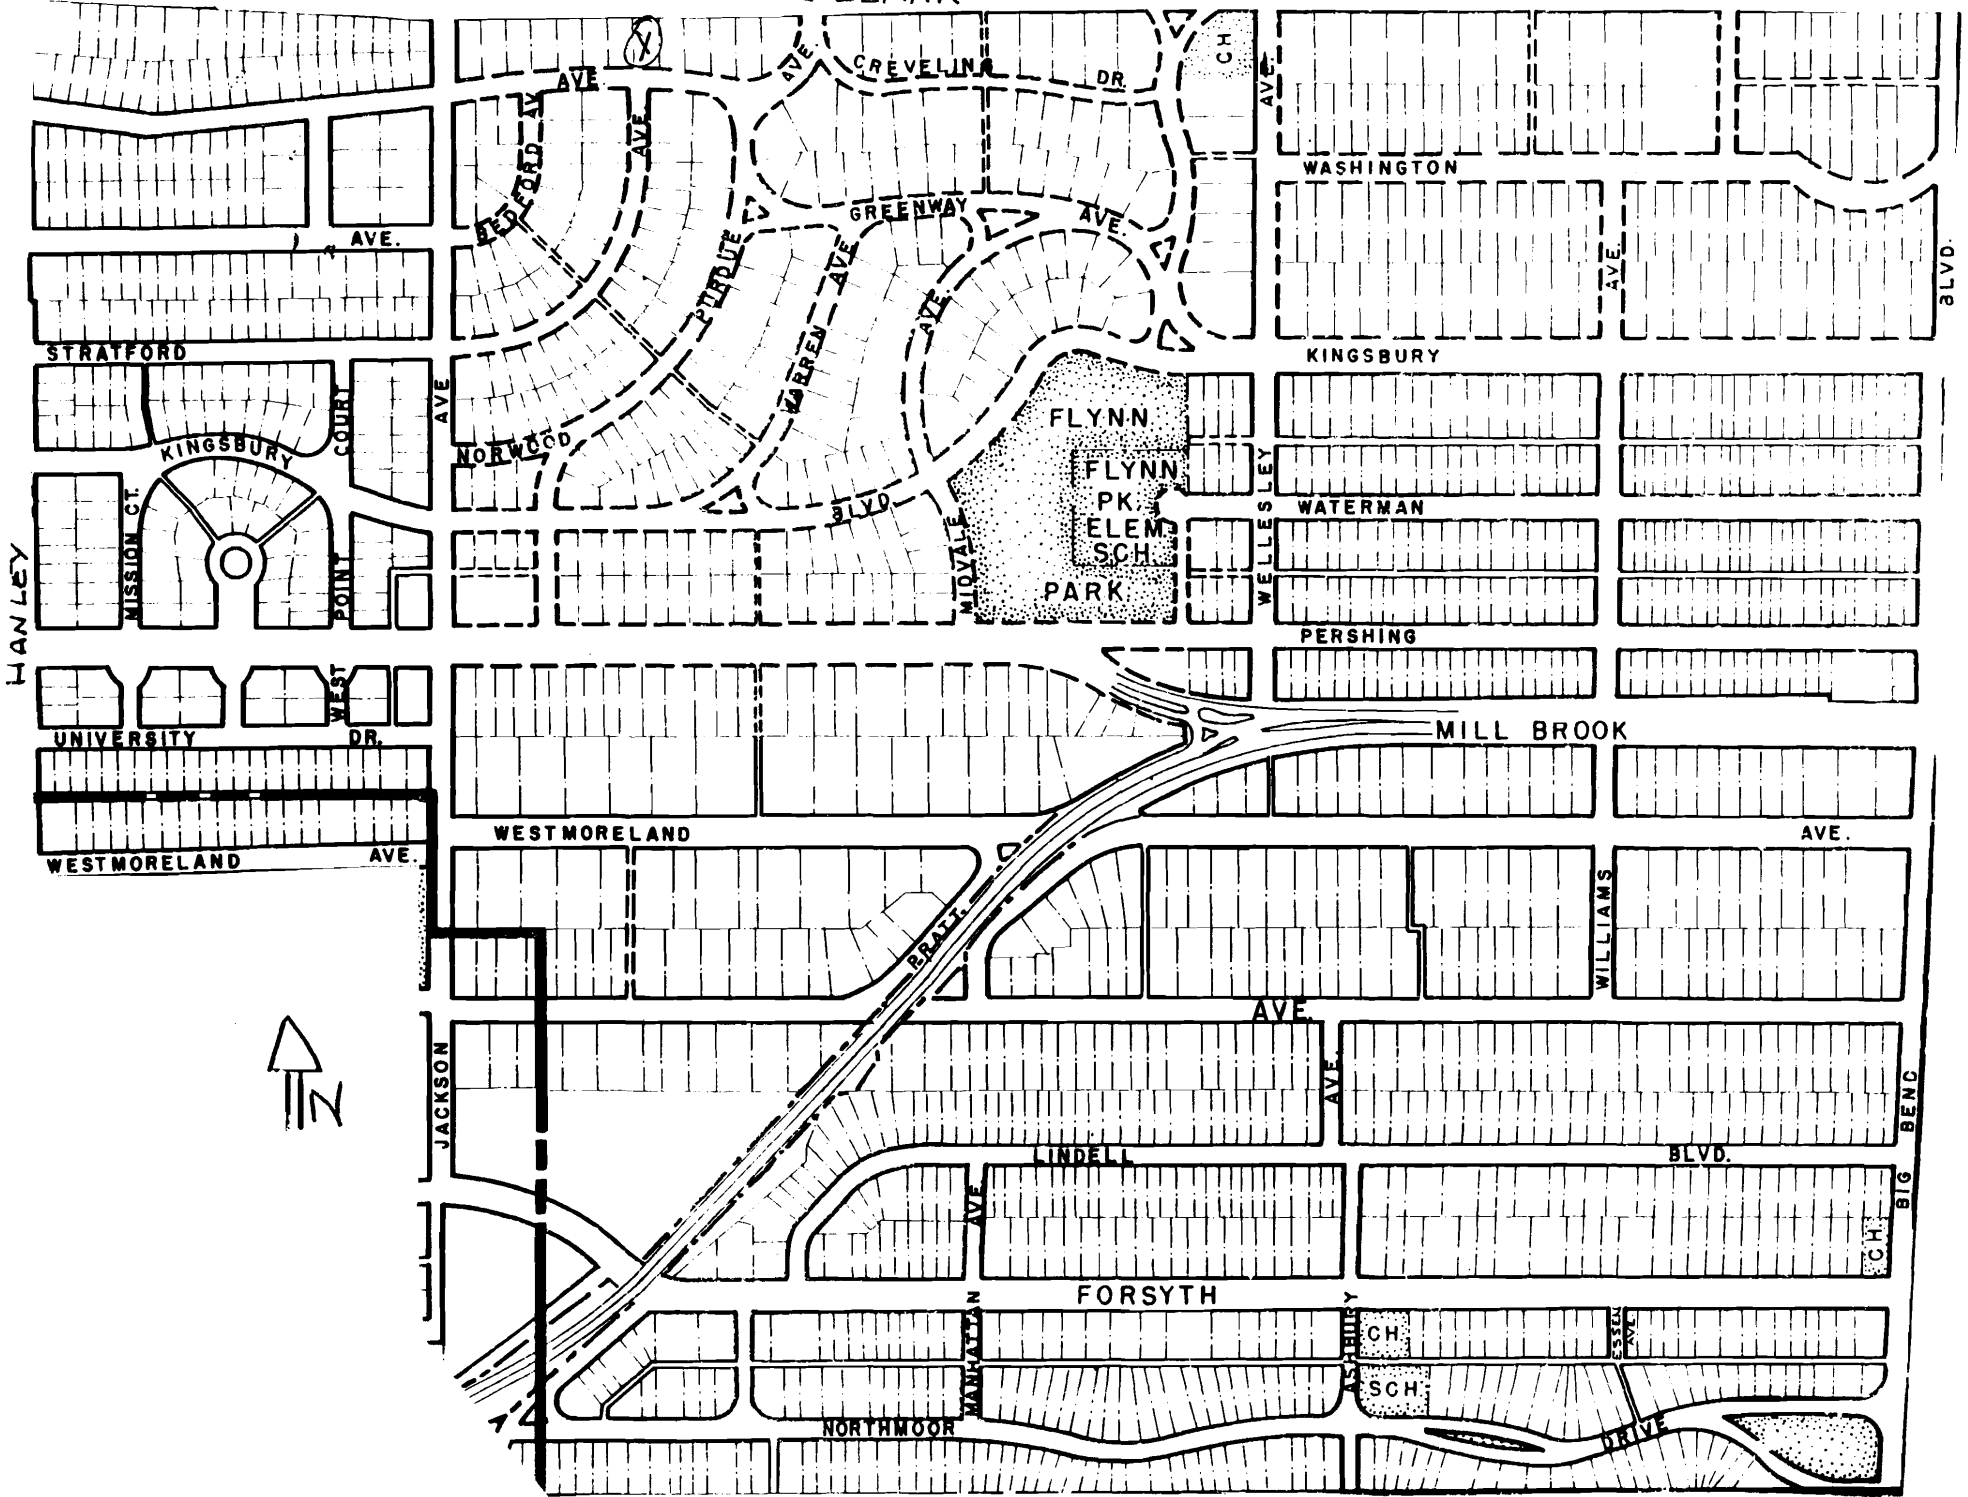 CH
AVE.
CREVELING
DR.
AVE
AVE
BEDFORD AV.
AVE
WASHINGTON
GREENWAY
AVE.
AVE.
PURDUE
AVE
AVE.
BLVD.
AVE
STRATFORD
KINGSBURY
WARREN
COURT
AVE
FLYNN
KINGSBURY
NORWOOD
FLYNN
PK.
ELEM
SCH
PARK
MISSION CT.
BLVD
MIDVALE
WELLESLEY
WATERMAN
HANLEY
POINT
PERSHING
WEST
UNIVERSITY
DR.
MILL BROOK
WESTMORELAND
AVE.
WESTMORELAND
AVE.
WILLIAMS
PRATT
AVE.
N
JACKSON
AVE.
BEND
LINDELL
BLVD.
AVE
BIG
CH
FORSYTH
MANHATTAN
ASHBURY
CH
ESSEX
AVE.
SCH
NORTHMOOR
DRIVE